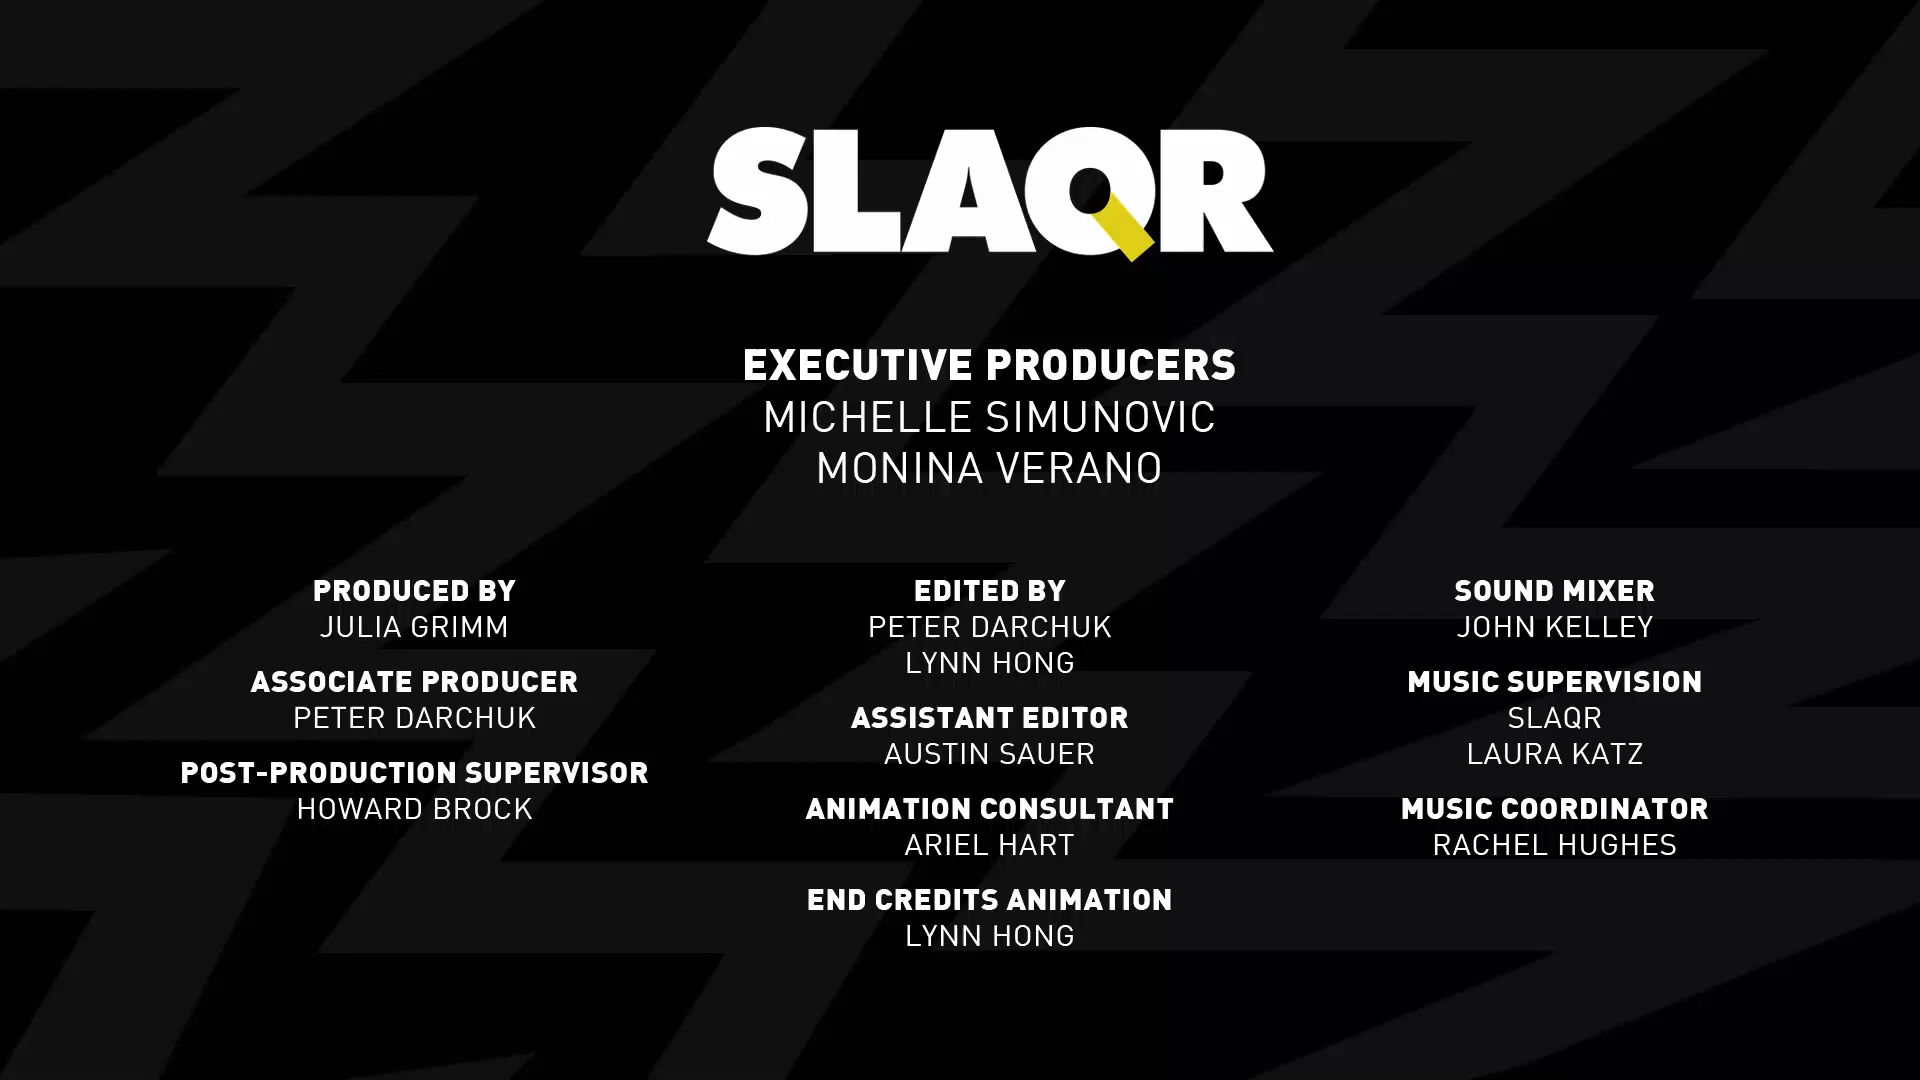 SLAQR
EXECUTIVE PRODUCERS
MICHELLE SIMUNOVIC
MONINA VERANO
PRODUCED BY
JULIA GRIMM
ASSOCIATE PRODUCER
PETER DARCHUK
POST-PRODUCTION SUPERVISOR
HOWARD BROCK
EDITED BY
PETER DARCHUK
LYNN HONG
ASSISTANT EDITOR
AUSTIN SAUER
ANIMATION CONSULTANT
ARIEL HART
END CREDITS ANIMATION
LYNN HONG
SOUND MIXER
JOHN KELLEY
MUSIC SUPERVISION
SLAQR
LAURA KATZ
MUSIC COORDINATOR
RACHEL HUGHES